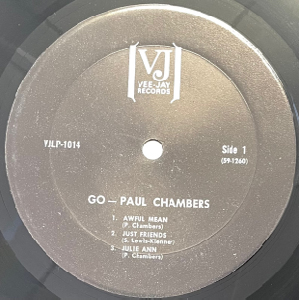 VJ
VEE-JAY
RECORDS
VJLP-1014
Side 1
(59-1260)
GO — PAUL CHAMBERS
1. AWFUL MEAN
(P. Chambers)
2. JUST FRIENDS
(S. Lewis-Klenner)
3. JULIE ANN
(P. Chambers)